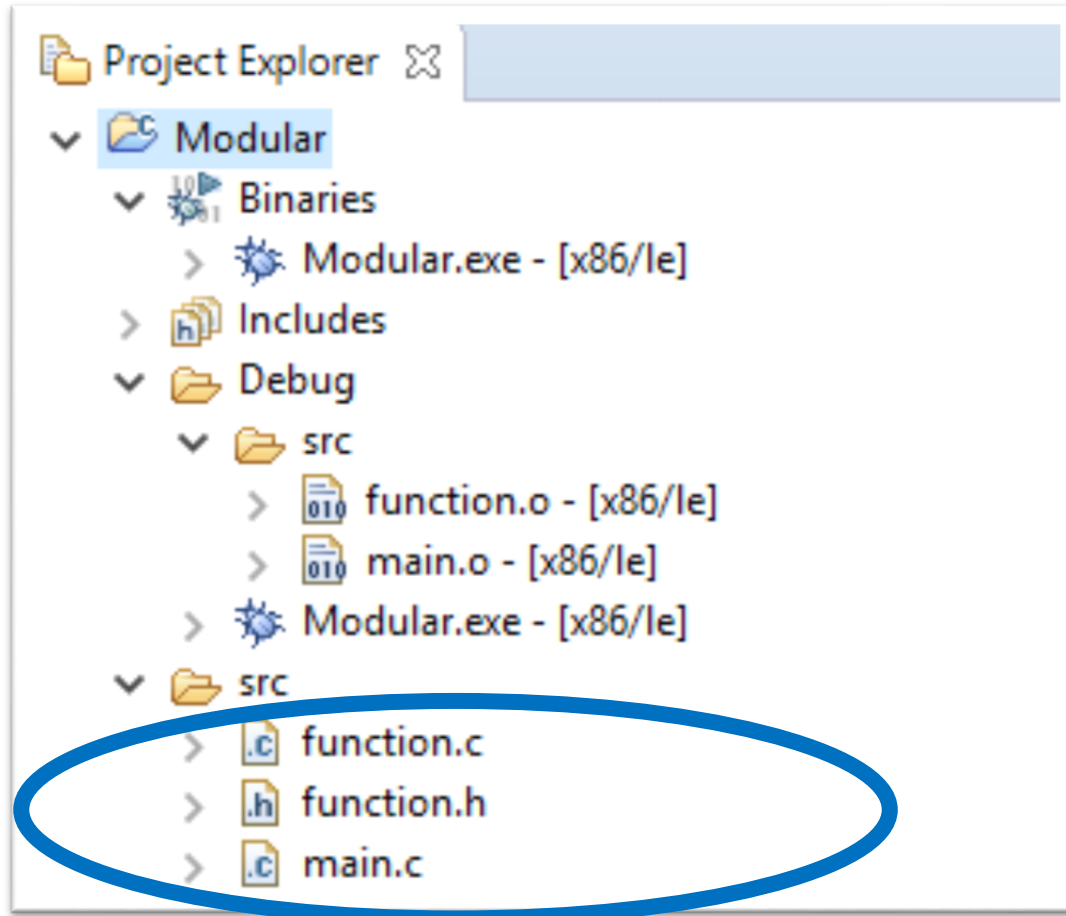 Project Explorer
Modular
Binaries
Modular.exe - [x86/le]
Includes
Debug
src
function.o - [x86/le]
main.o - [x86/le]
Modular.exe - [x86/le]
src
.c function.c
.h function.h
.c main.c